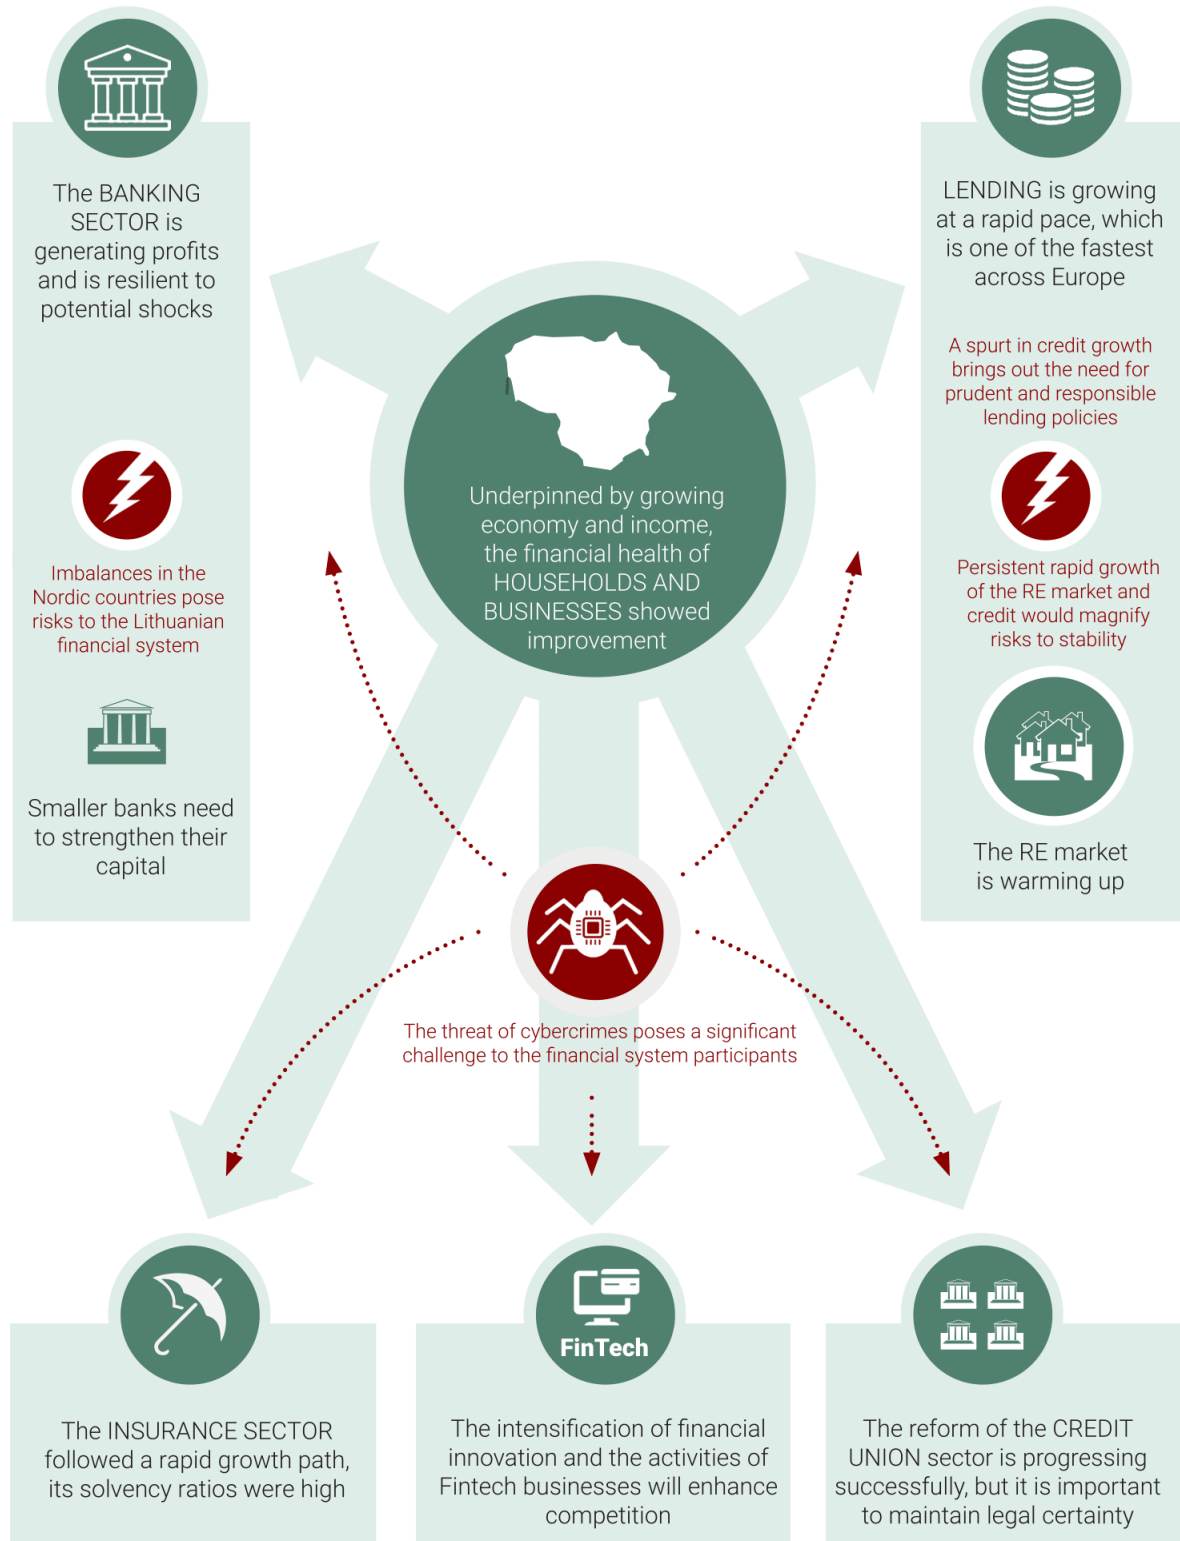 The BANKING
SECTOR is
generating profits
and is resilient to
potential shocks
Imbalances in the
Nordic countries pose
risks to the Lithuanian
financial system
Smaller banks need
to strengthen their
capital
Underpinned by growing
economy and income,
the financial health of
HOUSEHOLDS AND
BUSINESSES showed
improvement
LENDING is growing
at a rapid pace, which
is one of the fastest
across Europe
A spurt in credit growth
brings out the need for
prudent and responsible
lending policies
Persistent rapid growth
of the RE market and
credit would magnify
risks to stability
The RE market
is warming up
The threat of cybercrimes poses a significant
challenge to the financial system participants
The INSURANCE SECTOR
followed a rapid growth path,
its solvency ratios were high
FinTech
The intensification of financial
innovation and the activities of
Fintech businesses will enhance
competition
The reform of the CREDIT
UNION sector is progressing
successfully, but it is important
to maintain legal certainty